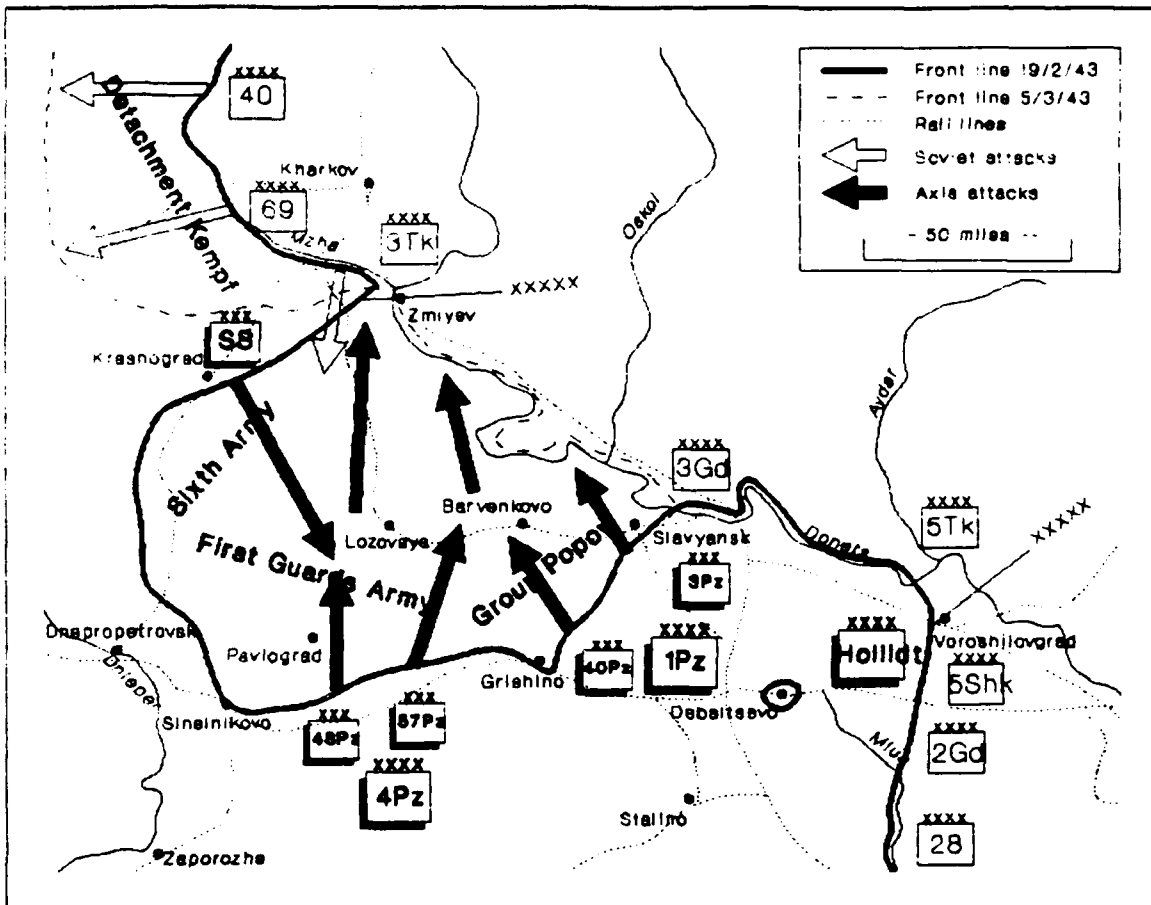 Front line 19/2/43
Front line 5/3/43
Rail lines
Soviet attacks
Axis attacks
- 50 miles --
xxxx
40
Detachment Kempf
Kharkov
xxxx
69
Uzha
xxxx
3Tk
Oskol
xxxxx
Zmiyev
xxx
SS
Krasnograd
Aydar
Sixth Army
xxxx
3Gd
Barvenkovo
Slavyansk
Donets
xxxx
5Tk
xxxxx
Lozovaya
First Guards Army
Group Popov
xxx
3Pz
Dnapropetrovsk
Dnieper
Pavlograd
Grishino
xxx
40Pz
xxxx
1Pz
xxxx
Hollidt
Voroshilovgrad
xxxx
5Shk
Debaltsevo
Sinelnikovo
xxx
48Pz
xxx
57Pz
xxxx
4Pz
Mius
xxxx
2Gd
Stalino
xxxx
28
Zaporozhe